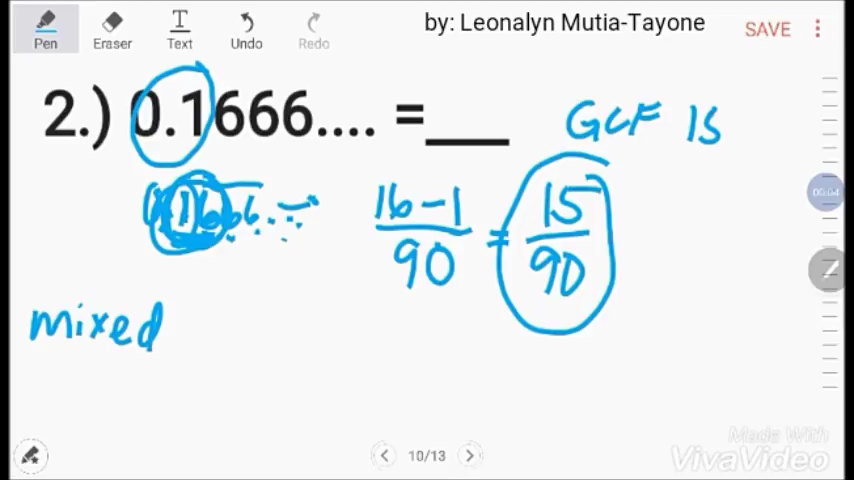 by: Leonalyn Mutia-Tayone
SAVE
Pen Eraser Text Undo Redo
2.) 0.1666.... =___
GCF 15
16-1 / 90 = 15 / 90
mixed
10/13
Made With
VivaVideo